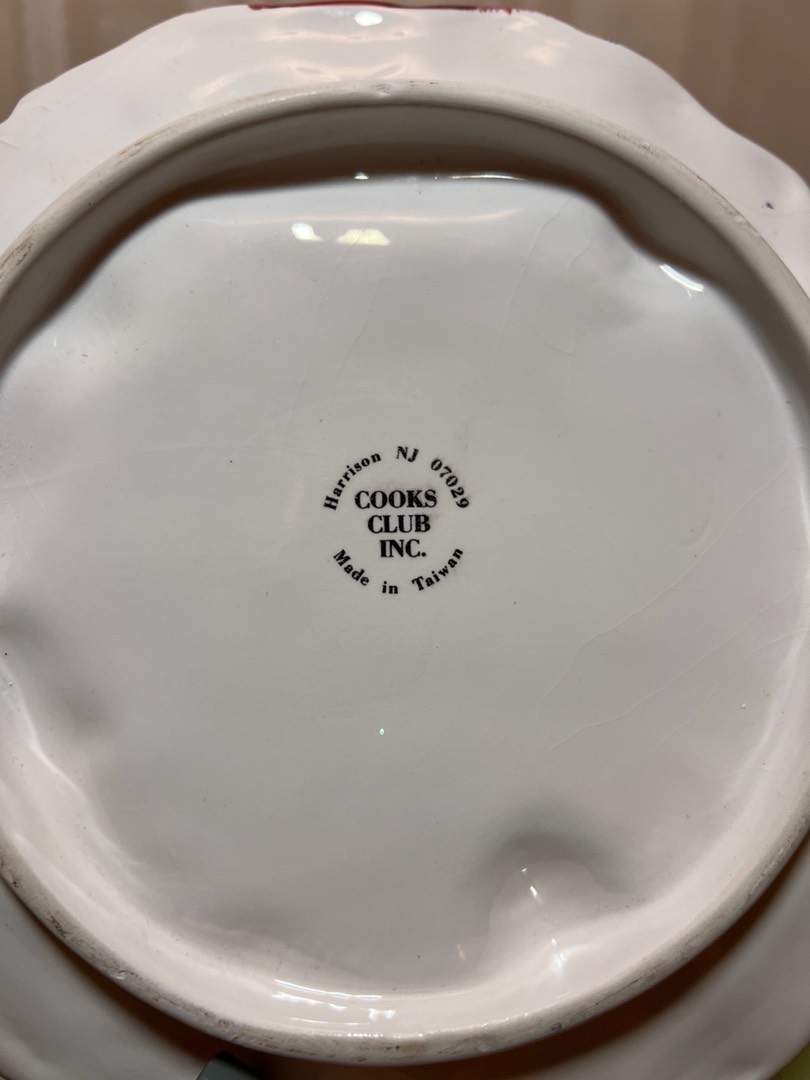 Harrison NJ 07029
COOKS
CLUB
INC.
Made in Taiwan